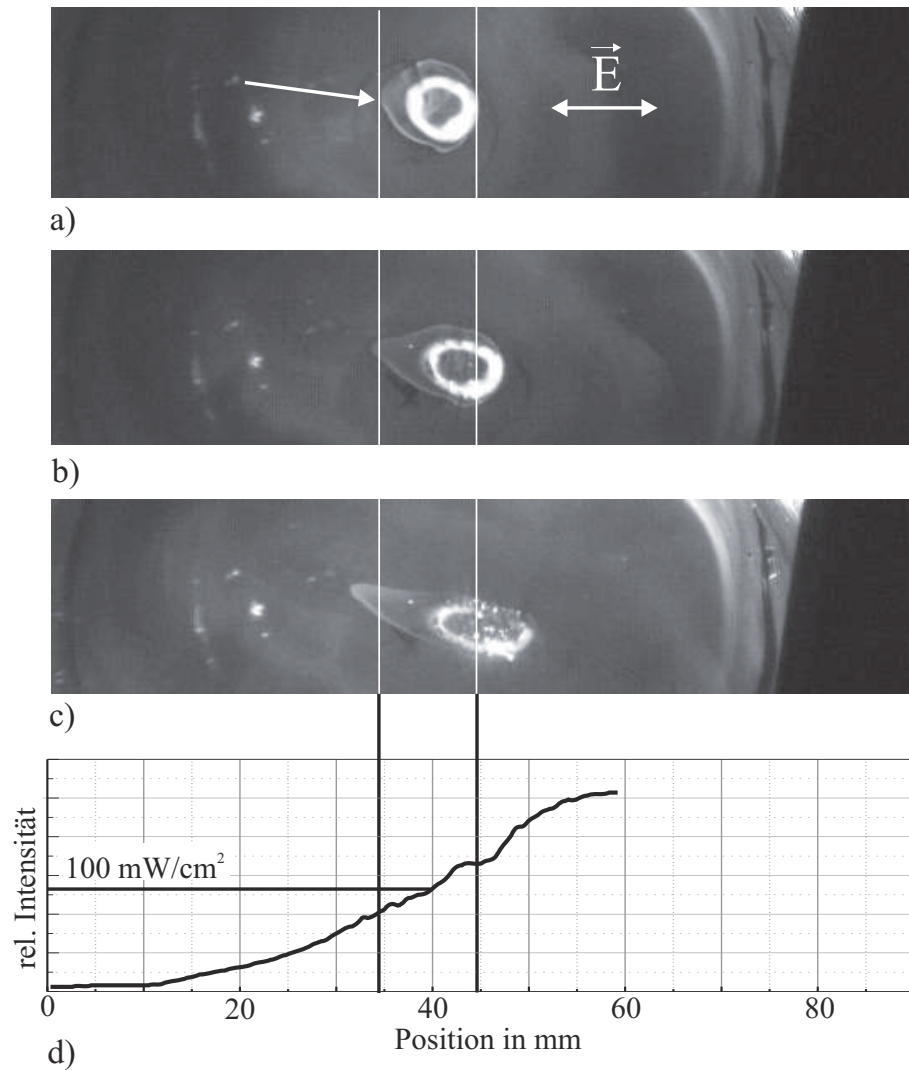 E
a)
b)
c)
rel. Intensität
100 mW/cm²
0 20 40 60 80
Position in mm
d)